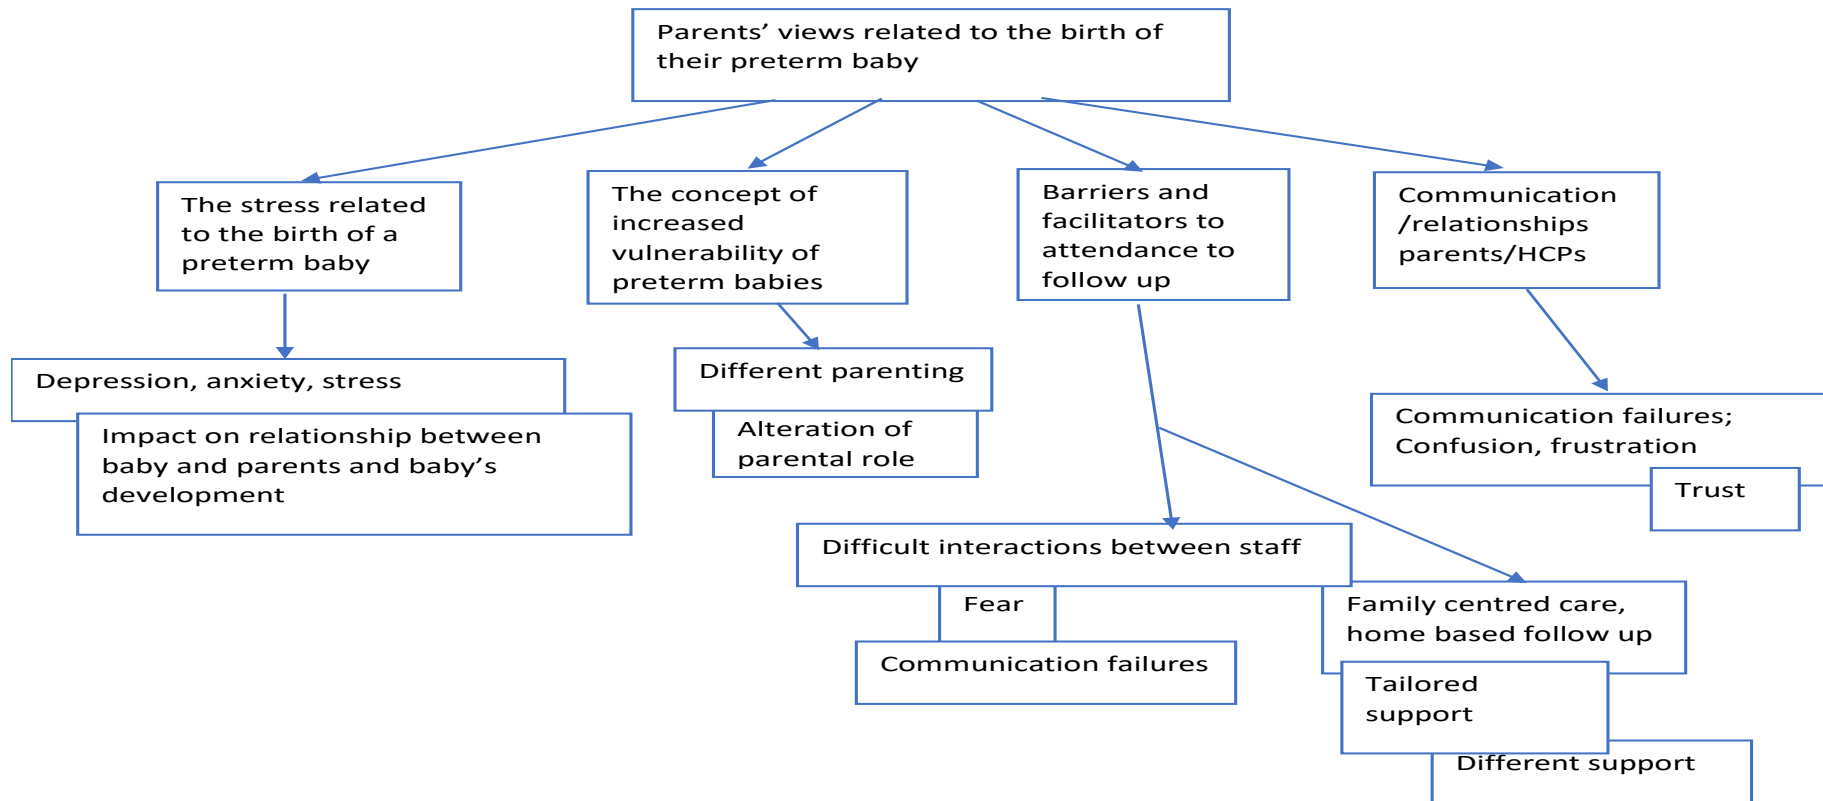 Parents’ views related to the birth of
their preterm baby
The stress related
to the birth of a
preterm baby
The concept of
increased
vulnerability of
preterm babies
Barriers and
facilitators to
attendance to
follow up
Communication
/relationships
parents/HCPs
Depression, anxiety, stress
Impact on relationship between
baby and parents and baby’s
development
Different parenting
Alteration of
parental role
Communication failures;
Confusion, frustration
Trust
Difficult interactions between staff
Fear
Communication failures
Family centred care,
home based follow up
Tailored
support
Different support